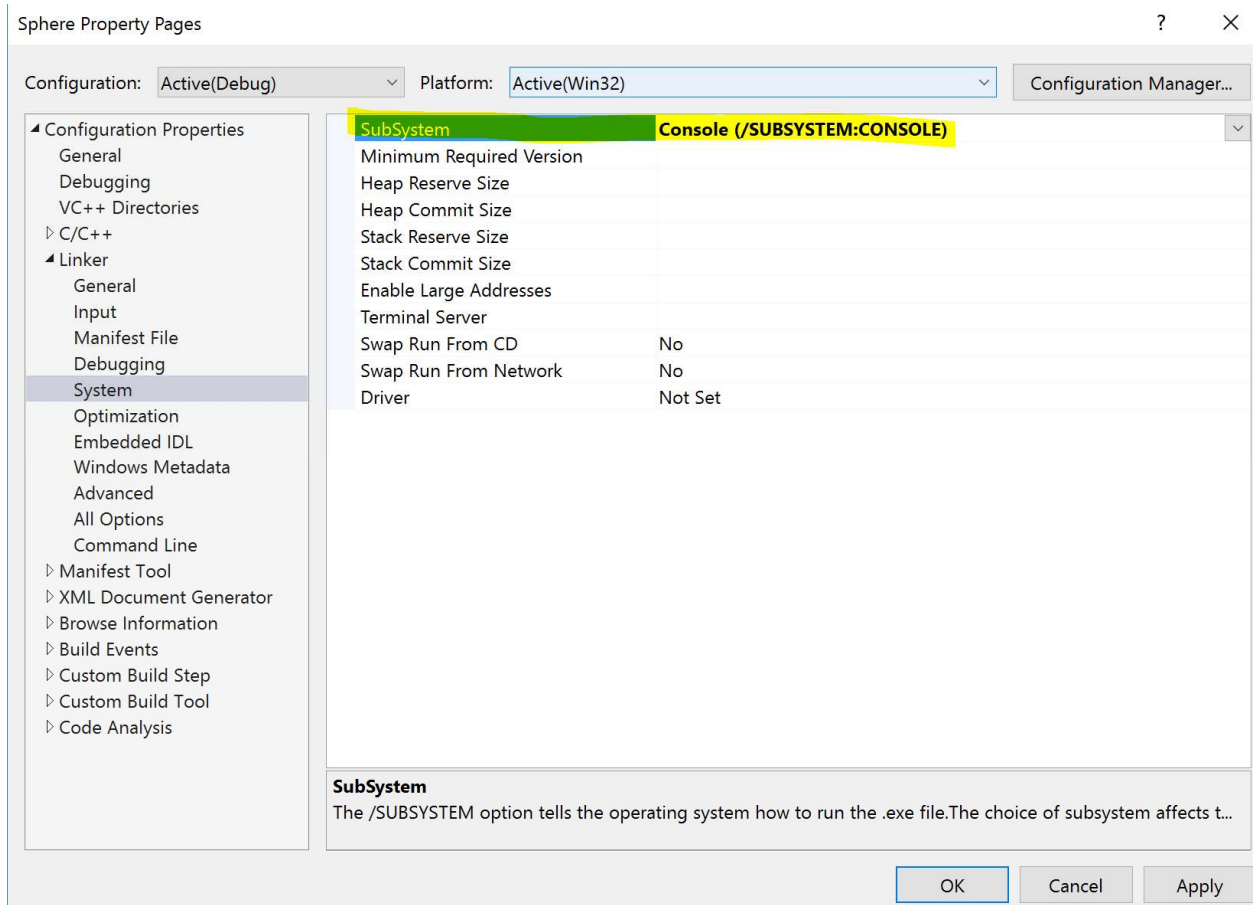 Sphere Property Pages ? ×
Configuration: Active(Debug) Platform: Active(Win32) Configuration Manager...
Configuration Properties
General
Debugging
VC++ Directories
C/C++
Linker
General
Input
Manifest File
Debugging
System
Optimization
Embedded IDL
Windows Metadata
Advanced
All Options
Command Line
Manifest Tool
XML Document Generator
Browse Information
Build Events
Custom Build Step
Custom Build Tool
Code Analysis
SubSystem Console (/SUBSYSTEM:CONSOLE)
Minimum Required Version
Heap Reserve Size
Heap Commit Size
Stack Reserve Size
Stack Commit Size
Enable Large Addresses
Terminal Server
Swap Run From CD No
Swap Run From Network No
Driver Not Set
SubSystem
The /SUBSYSTEM option tells the operating system how to run the .exe file.The choice of subsystem affects t...
OK Cancel Apply